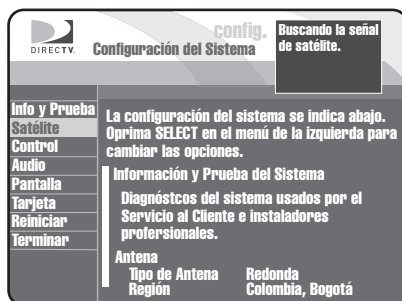 DIRECTV.
config.
Configuración del Sistema
Buscando la señal
de satélite.
Info y Prueba
Satélite
Control
Audio
Pantalla
Tarjeta
Reiniciar
Terminar
La configuración del sistema se indica abajo.
Oprima SELECT en el menú de la izquierda para
cambiar las opciones.
Información y Prueba del Sistema
Diagnóstcos del sistema usados por el
Servicio al Cliente e instaladores
profersionales.
Antena
Tipo de Antena Redonda
Región Colombia, Bogotá